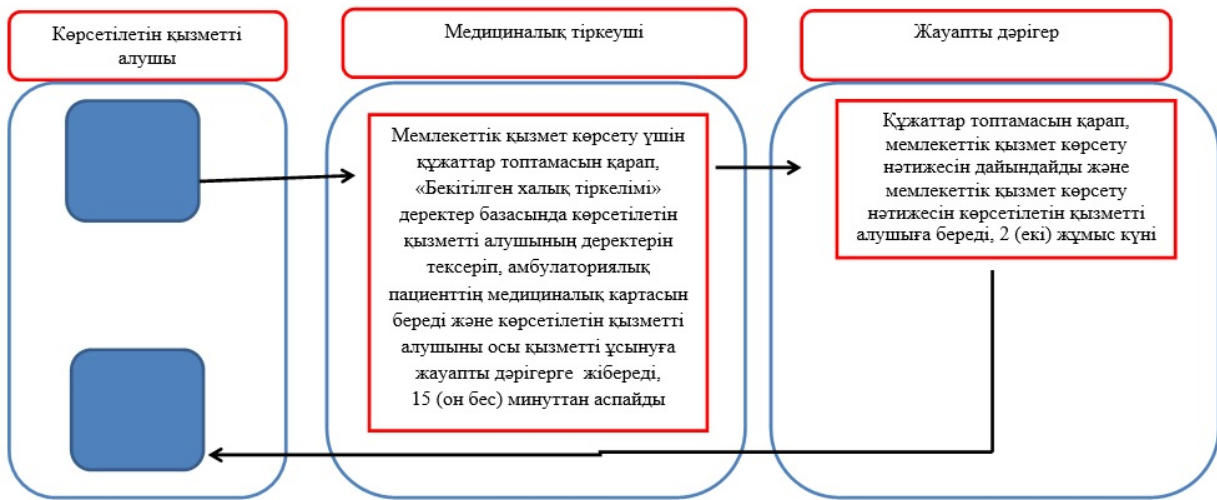 Көрсетілетін қызметті
алушы
Медициналық тіркеуші
Жауапты дәрігер
Мемлекеттік қызмет көрсету үшін
құжаттар топтамасын қарап,
«Бекітілген халық тіркелімі»
деректер базасында көрсетілетін
қызметті алушының деректерін
тексеріп, амбулаториялық
пациенттің медициналық картасын
береді және көрсетілетін қызметті
алушыны осы қызметті ұсынуға
жауапты дәрігерге жібереді,
15 (он бес) минуттан аспайды
Құжаттар топтамасын қарап,
мемлекеттік қызмет көрсету
нәтижесін дайындайды және
мемлекеттік қызмет көрсету
нәтижесін көрсетілетін қызметті
алушыға береді, 2 (екі) жұмыс күні